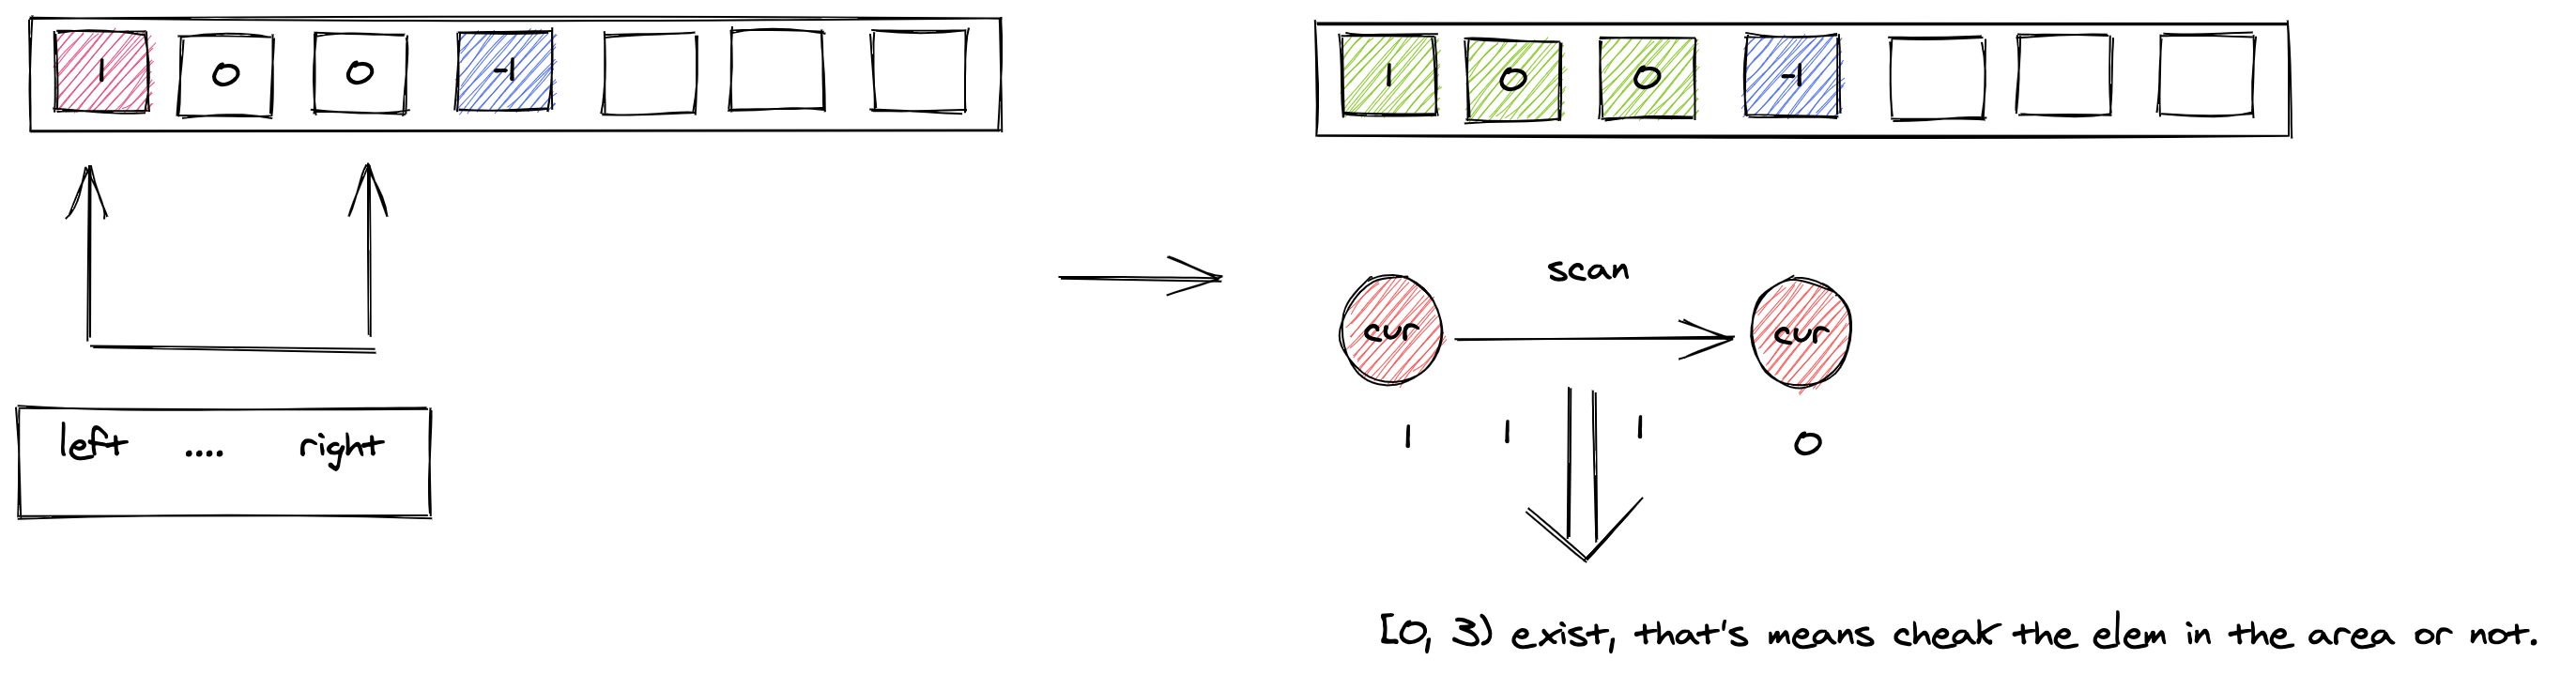 1 0 0 -1
1 0 0 -1
scan
cur cur
1 1 1 0
left .... right
[0, 3) exist, that's means cheak the elem in the area or not.